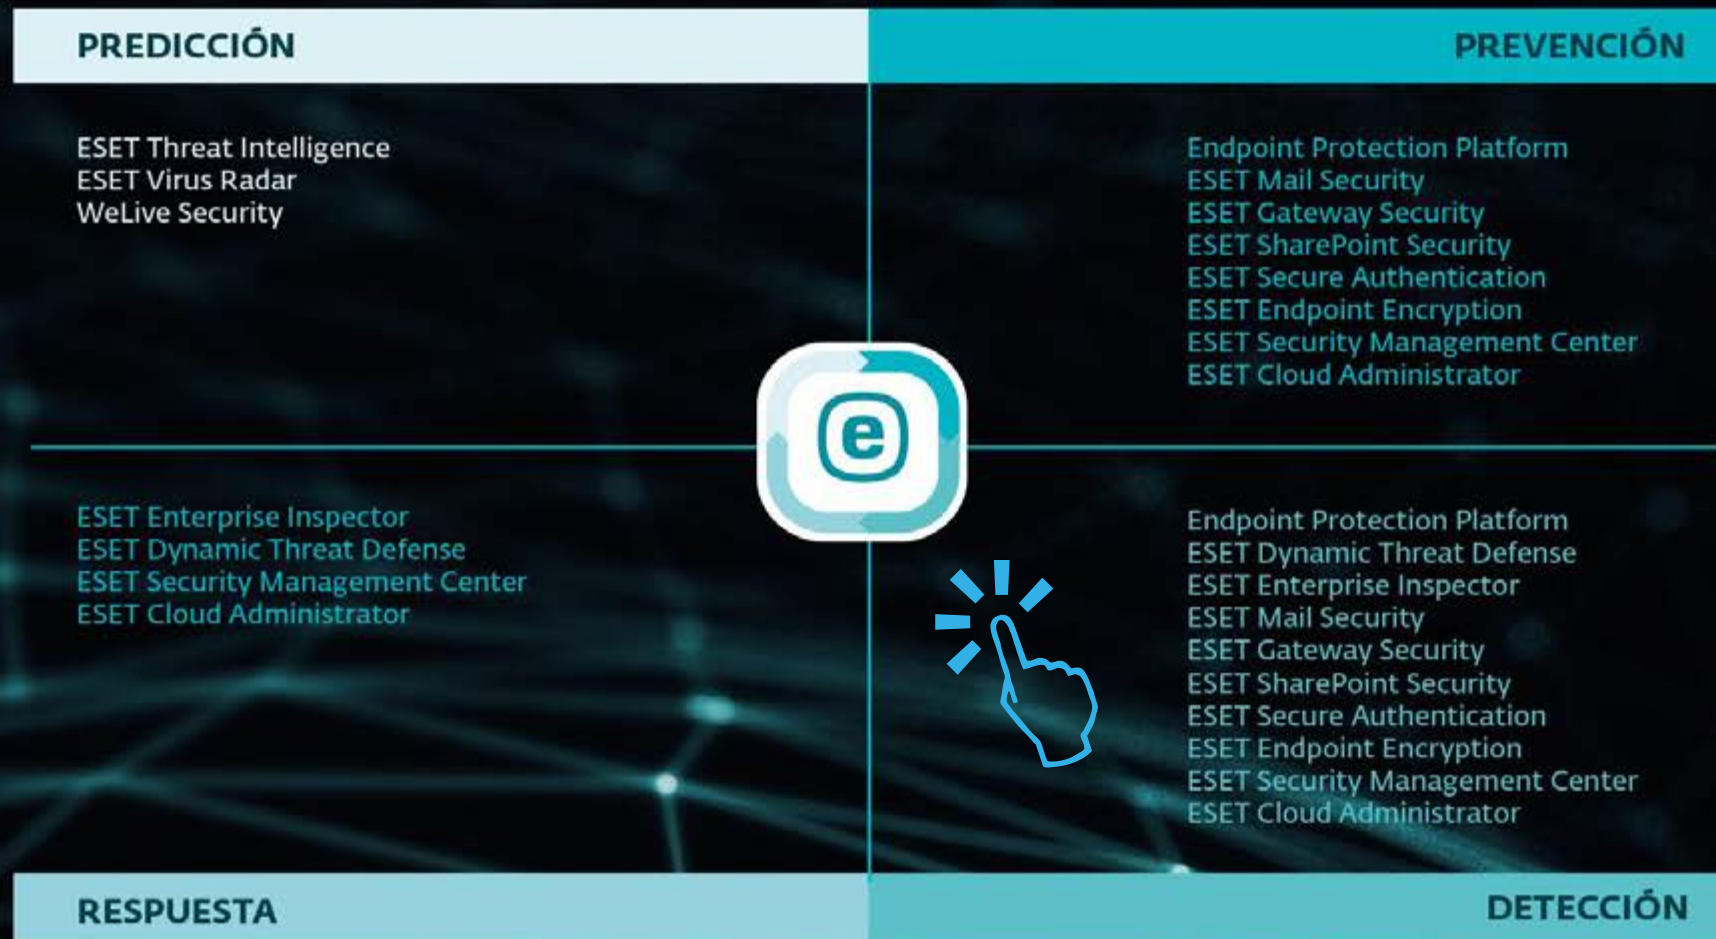 PREDICCIÓN
ESET Threat Intelligence
ESET Virus Radar
WeLive Security
PREVENCIÓN
Endpoint Protection Platform
ESET Mail Security
ESET Gateway Security
ESET SharePoint Security
ESET Secure Authentication
ESET Endpoint Encryption
ESET Security Management Center
ESET Cloud Administrator
e
ESET Enterprise Inspector
ESET Dynamic Threat Defense
ESET Security Management Center
ESET Cloud Administrator
RESPUESTA
Endpoint Protection Platform
ESET Dynamic Threat Defense
ESET Enterprise Inspector
ESET Mail Security
ESET Gateway Security
ESET SharePoint Security
ESET Secure Authentication
ESET Endpoint Encryption
ESET Security Management Center
ESET Cloud Administrator
DETECCIÓN